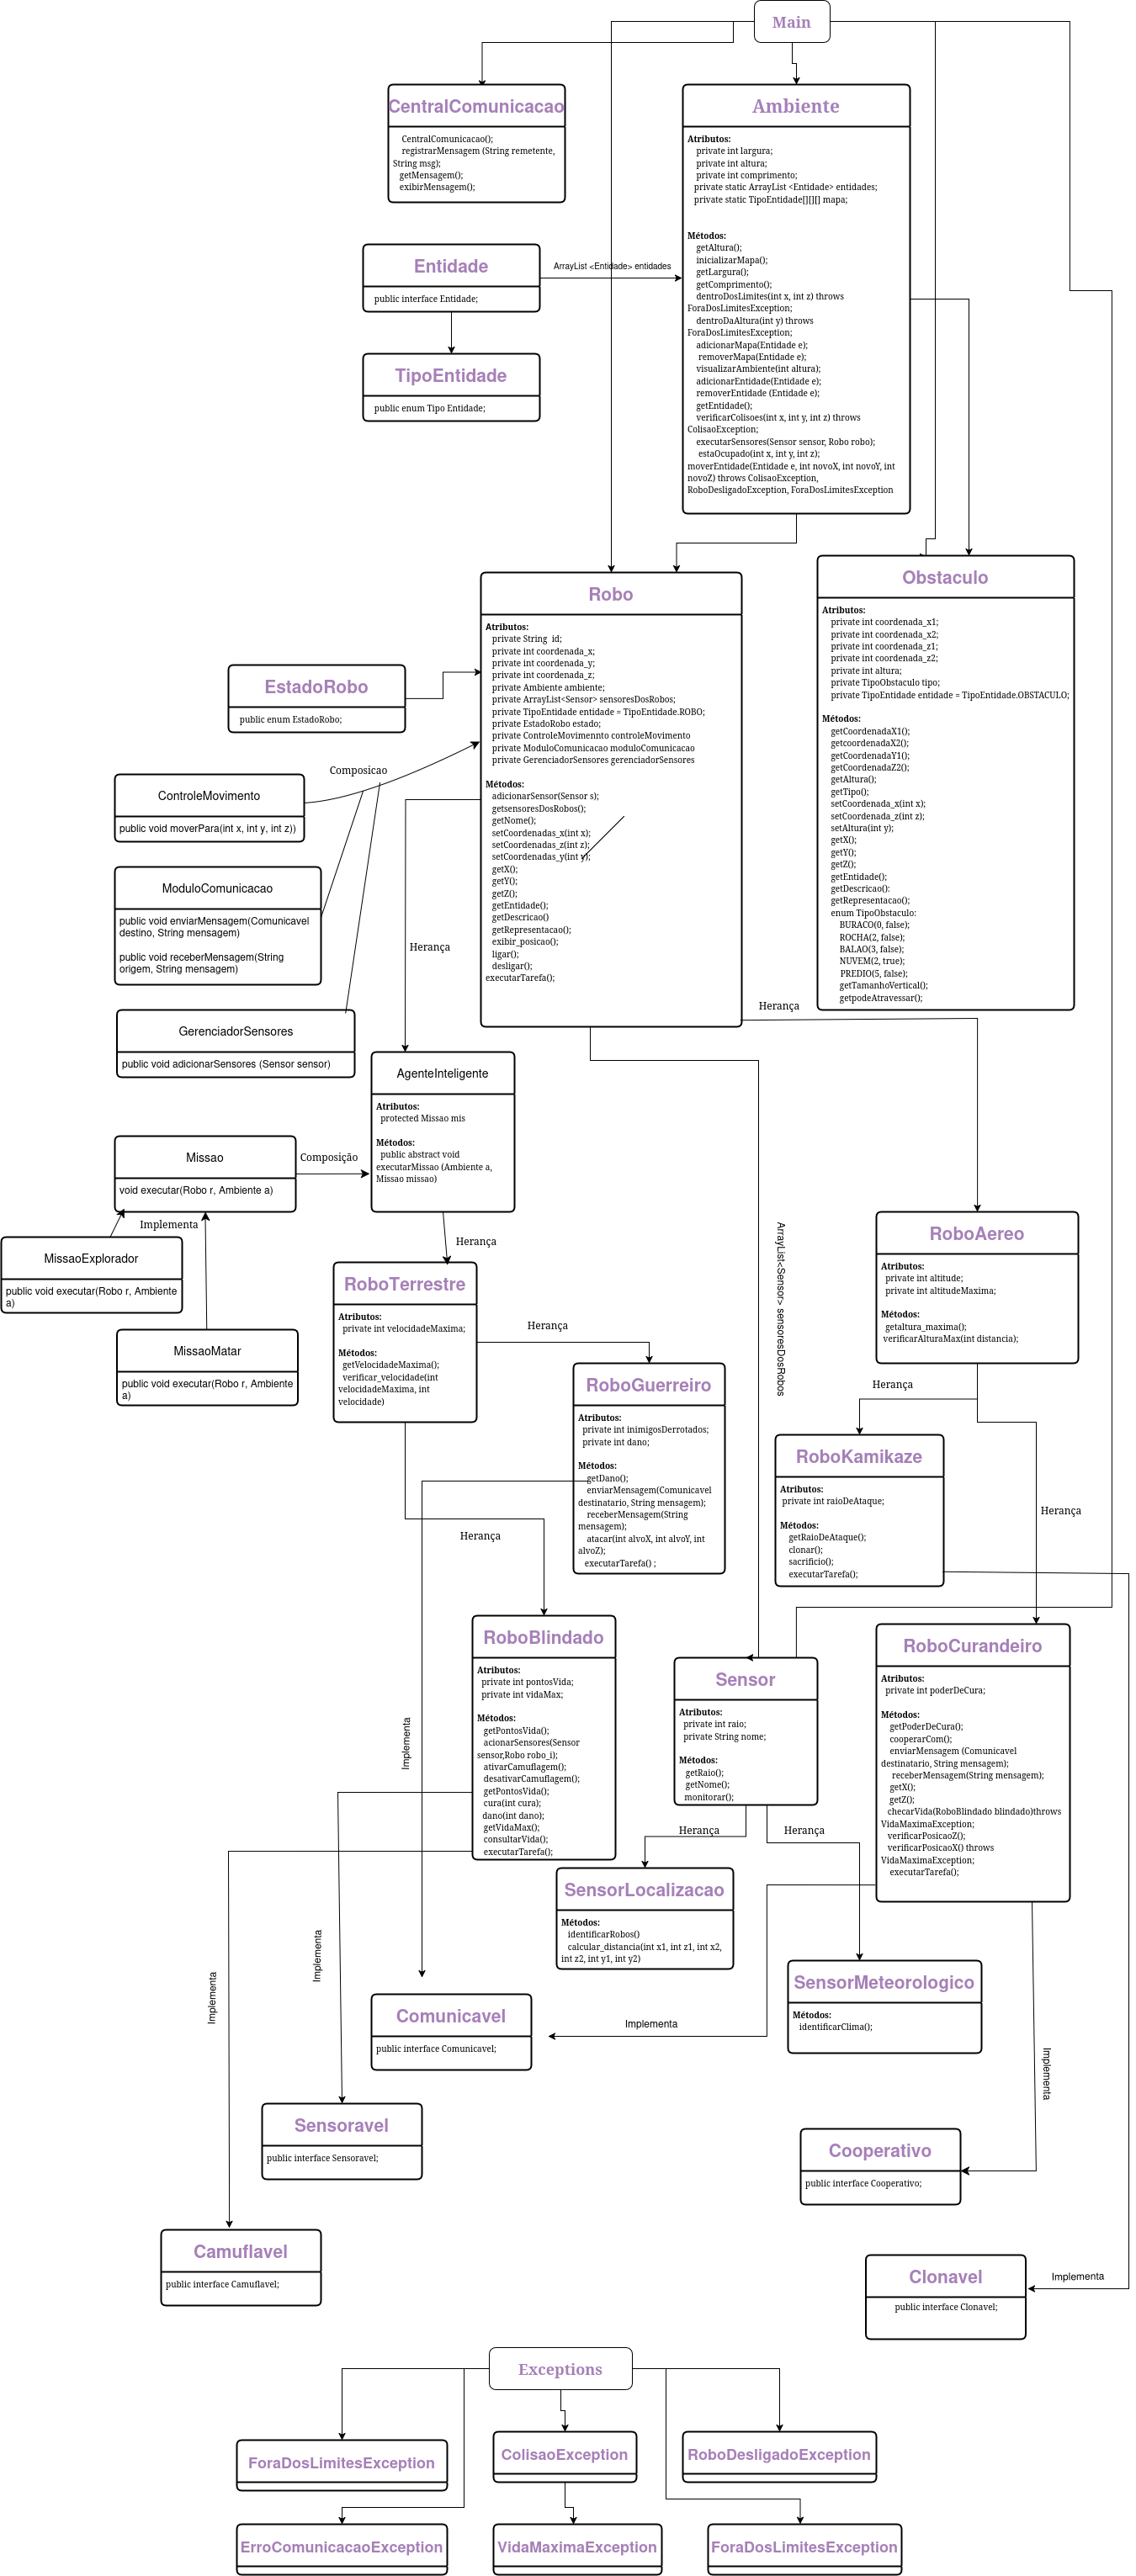 Main
CentralComunicacao
CentralComunicacao();
registrarMensagem (String remetente,
String msg);
getMensagem();
exibirMensagem();
Ambiente
Atributos:
private int largura;
private int altura;
private int comprimento;
private static ArrayList <Entidade> entidades;
private static TipoEntidade[][][] mapa;
Métodos:
getAltura();
inicializarMapa();
getLargura();
getComprimento();
dentroDosLimites(int x, int z) throws
ForaDosLimitesException;
dentroDaAltura(int y) throws
ForaDosLimitesException;
adicionarMapa(Entidade e);
removerMapa(Entidade e);
visualizarAmbiente(int altura);
adicionarEntidade(Entidade e);
removerEntidade (Entidade e);
getEntidade();
verificarColisoes(int x, int y, int z) throws
ColisaoException;
executarSensores(Sensor sensor, Robo robo);
estaOcupado(int x, int y, int z);
moverEntidade(Entidade e, int novoX, int novoY, int
novoZ) throws ColisaoException,
RoboDesligadoException, ForaDosLimitesException
Entidade
public interface Entidade;
ArrayList <Entidade> entidades
TipoEntidade
public enum Tipo Entidade;
Robo
Atributos:
private String  id;
private int coordenada_x;
private int coordenada_y;
private int coordenada_z;
private Ambiente ambiente;
private ArrayList<Sensor> sensoresDosRobos;
private TipoEntidade entidade = TipoEntidade.ROBO;
private EstadoRobo estado;
private ControleMovimennto controleMovimento
private ModuloComunicacao moduloComunicacao
private GerenciadorSensores gerenciadorSensores
Métodos:
adicionarSensor(Sensor s);
getsensoresDosRobos();
getNome();
setCoordenadas_x(int x);
setCoordenadas_z(int z);
setCoordenadas_y(int y);
getX();
getY();
getZ();
getEntidade();
getDescricao()
getRepresentacao();
exibir_posicao();
ligar();
desligar();
executarTarefa();
Obstaculo
Atributos:
private int coordenada_x1;
private int coordenada_x2;
private int coordenada_z1;
private int coordenada_z2;
private int altura;
private TipoObstaculo tipo;
private TipoEntidade entidade = TipoEntidade.OBSTACULO;
Métodos:
getCoordenadaX1();
getcoordenadaX2();
getCoordenadaY1();
getCoordenadaZ2();
getAltura();
getTipo();
setCoordenada_x(int x);
setCoordenada_z(int z);
setAltura(int y);
getX();
getY();
getZ();
getEntidade();
getDescricao():
getRepresentacao();
enum TipoObstaculo:
BURACO(0, false);
ROCHA(2, false);
BALAO(3, false);
NUVEM(2, true);
PREDIO(5, false);
getTamanhoVertical();
getpodeAtravessar();
EstadoRobo
public enum EstadoRobo;
Composicao
ControleMovimento
public void moverPara(int x, int y, int z))
ModuloComunicacao
public void enviarMensagem(Comunicavel
destino, String mensagem)
public void receberMensagem(String
origem, String mensagem)
Herança
GerenciadorSensores
public void adicionarSensores (Sensor sensor)
Herança
AgenteInteligente
Atributos:
protected Missao mis
Métodos:
public abstract void
executarMissao (Ambiente a,
Missao missao)
Missao
void executar(Robo r, Ambiente a)
Composição
Implementa
MissaoExplorador
public void executar(Robo r, Ambiente
a)
MissaoMatar
public void executar(Robo r, Ambiente
a)
Herança
RoboTerrestre
Atributos:
private int velocidadeMaxima;
Métodos:
getVelocidadeMaxima();
verificar_velocidade(int
velocidadeMaxima, int
velocidade)
Herança
ArrayList<Sensor> sensoresDosRobos
RoboAereo
Atributos:
private int altitude;
private int altitudeMaxima;
Métodos:
getaltura_maxima();
verificarAlturaMax(int distancia);
RoboGuerreiro
Atributos:
private int inimigosDerrotados;
private int dano;
Métodos:
getDano();
enviarMensagem(Comunicavel
destinatario, String mensagem);
receberMensagem(String
mensagem);
atacar(int alvoX, int alvoY, int
alvoZ);
executarTarefa() ;
Herança
RoboKamikaze
Atributos:
private int raioDeAtaque;
Métodos:
getRaioDeAtaque();
clonar();
sacrificio();
executarTarefa();
Herança
Herança
RoboBlindado
Atributos:
private int pontosVida;
private int vidaMax;
Métodos:
getPontosVida();
acionarSensores(Sensor
sensor,Robo robo_i);
ativarCamuflagem();
desativarCamuflagem();
getPontosVida();
cura(int cura);
dano(int dano);
getVidaMax();
consultarVida();
executarTarefa();
Implementa
Sensor
Atributos:
private int raio;
private String nome;
Métodos:
getRaio();
getNome();
monitorar();
RoboCurandeiro
Atributos:
private int poderDeCura;
Métodos:
getPoderDeCura();
cooperarCom();
enviarMensagem (Comunicavel
destinatario, String mensagem);
receberMensagem(String mensagem);
getX();
getZ();
checarVida(RoboBlindado blindado)throws
VidaMaximaException;
verificarPosicaoZ();
verificarPosicaoX() throws
VidaMaximaException;
executarTarefa();
Herança
Herança
SensorLocalizacao
Métodos:
identificarRobos()
calcular_distancia(int x1, int z1, int x2,
int z2, int y1, int y2)
Implementa
Implementa
SensorMeteorologico
Métodos:
identificarClima();
Comunicavel
public interface Comunicavel;
Implementa
Implementa
Sensoravel
public interface Sensoravel;
Cooperativo
public interface Cooperativo;
Camuflavel
public interface Camuflavel;
Clonavel
public interface Clonavel;
Implementa
Exceptions
ForaDosLimitesException
ColisaoException
RoboDesligadoException
ErroComunicacaoException
VidaMaximaException
ForaDosLimitesException